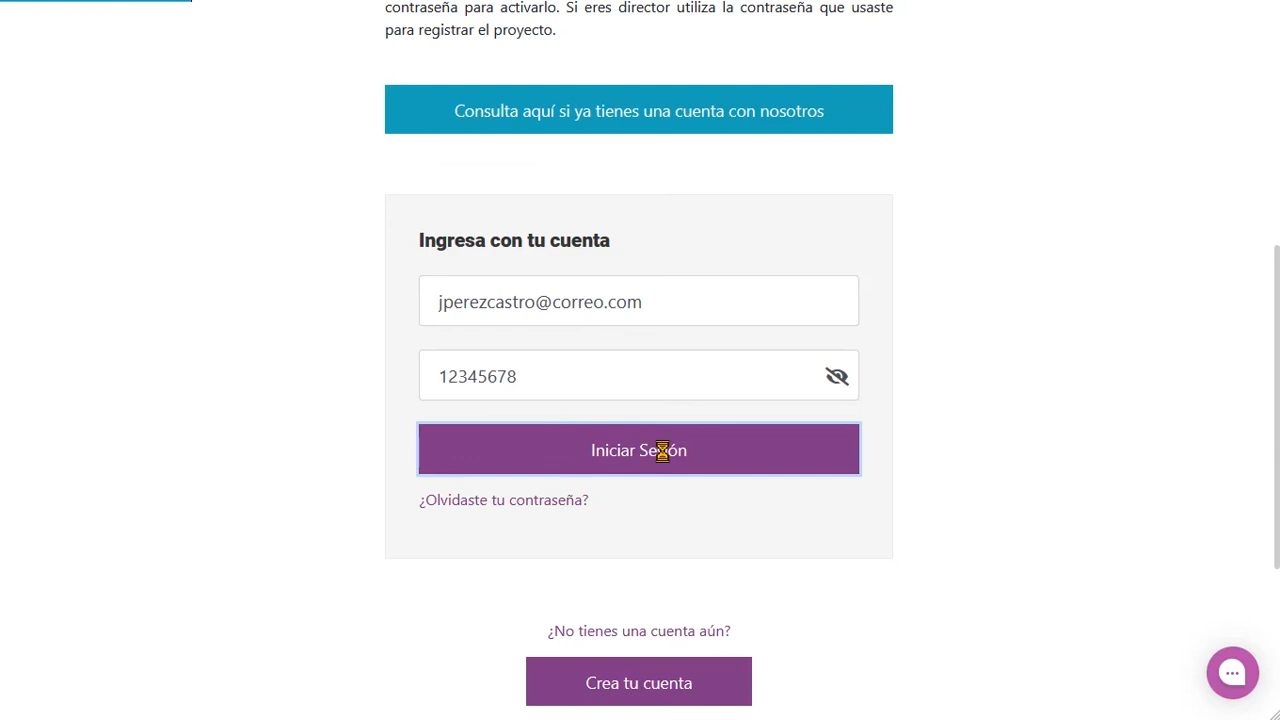 contraseña para activarlo. Si eres director utiliza la contraseña que usaste
para registrar el proyecto.
Consulta aquí si ya tienes una cuenta con nosotros
Ingresa con tu cuenta
jperezcastro@correo.com
12345678
Iniciar Sesión
¿Olvidaste tu contraseña?
¿No tienes una cuenta aún?
Crea tu cuenta